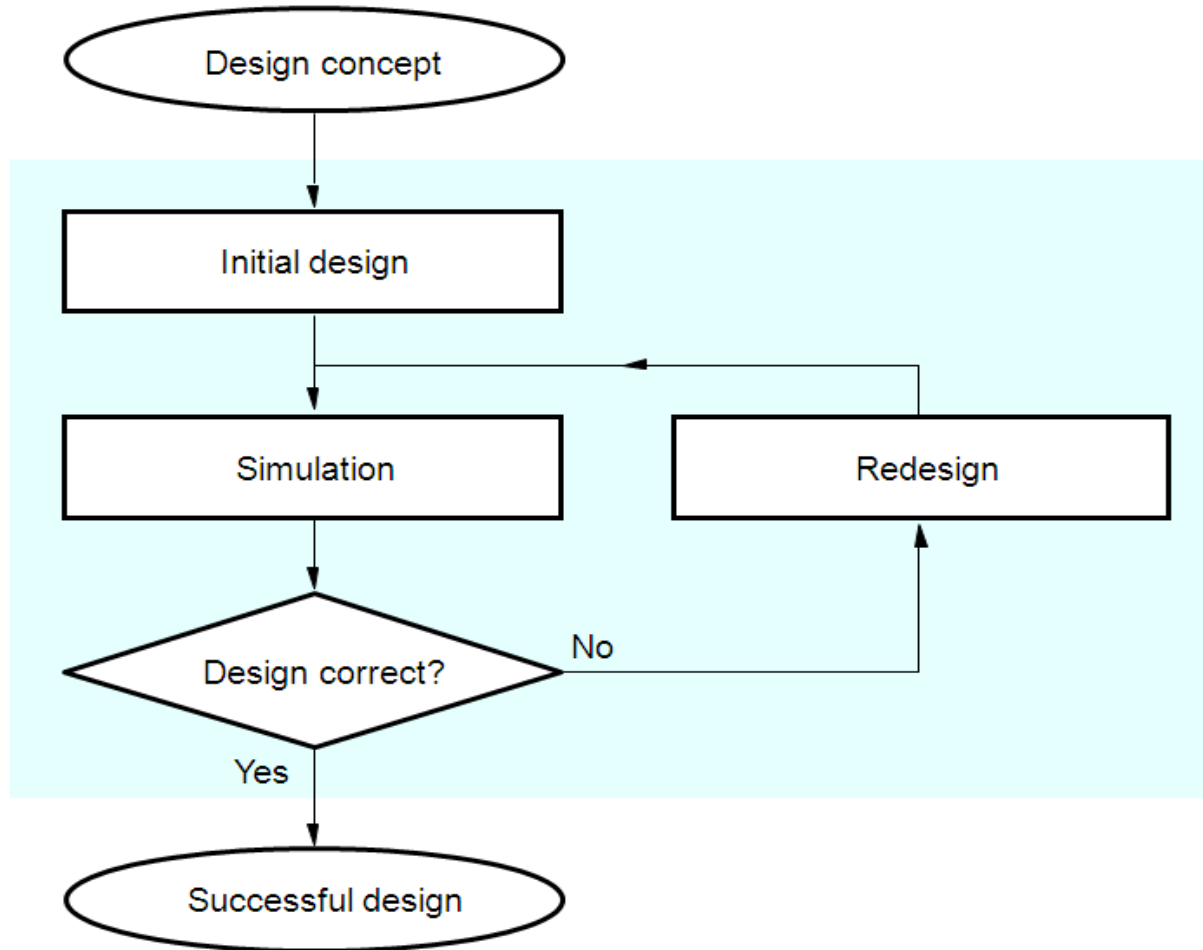 Design concept
Initial design
Simulation
Redesign
Design correct?
No
Yes
Successful design